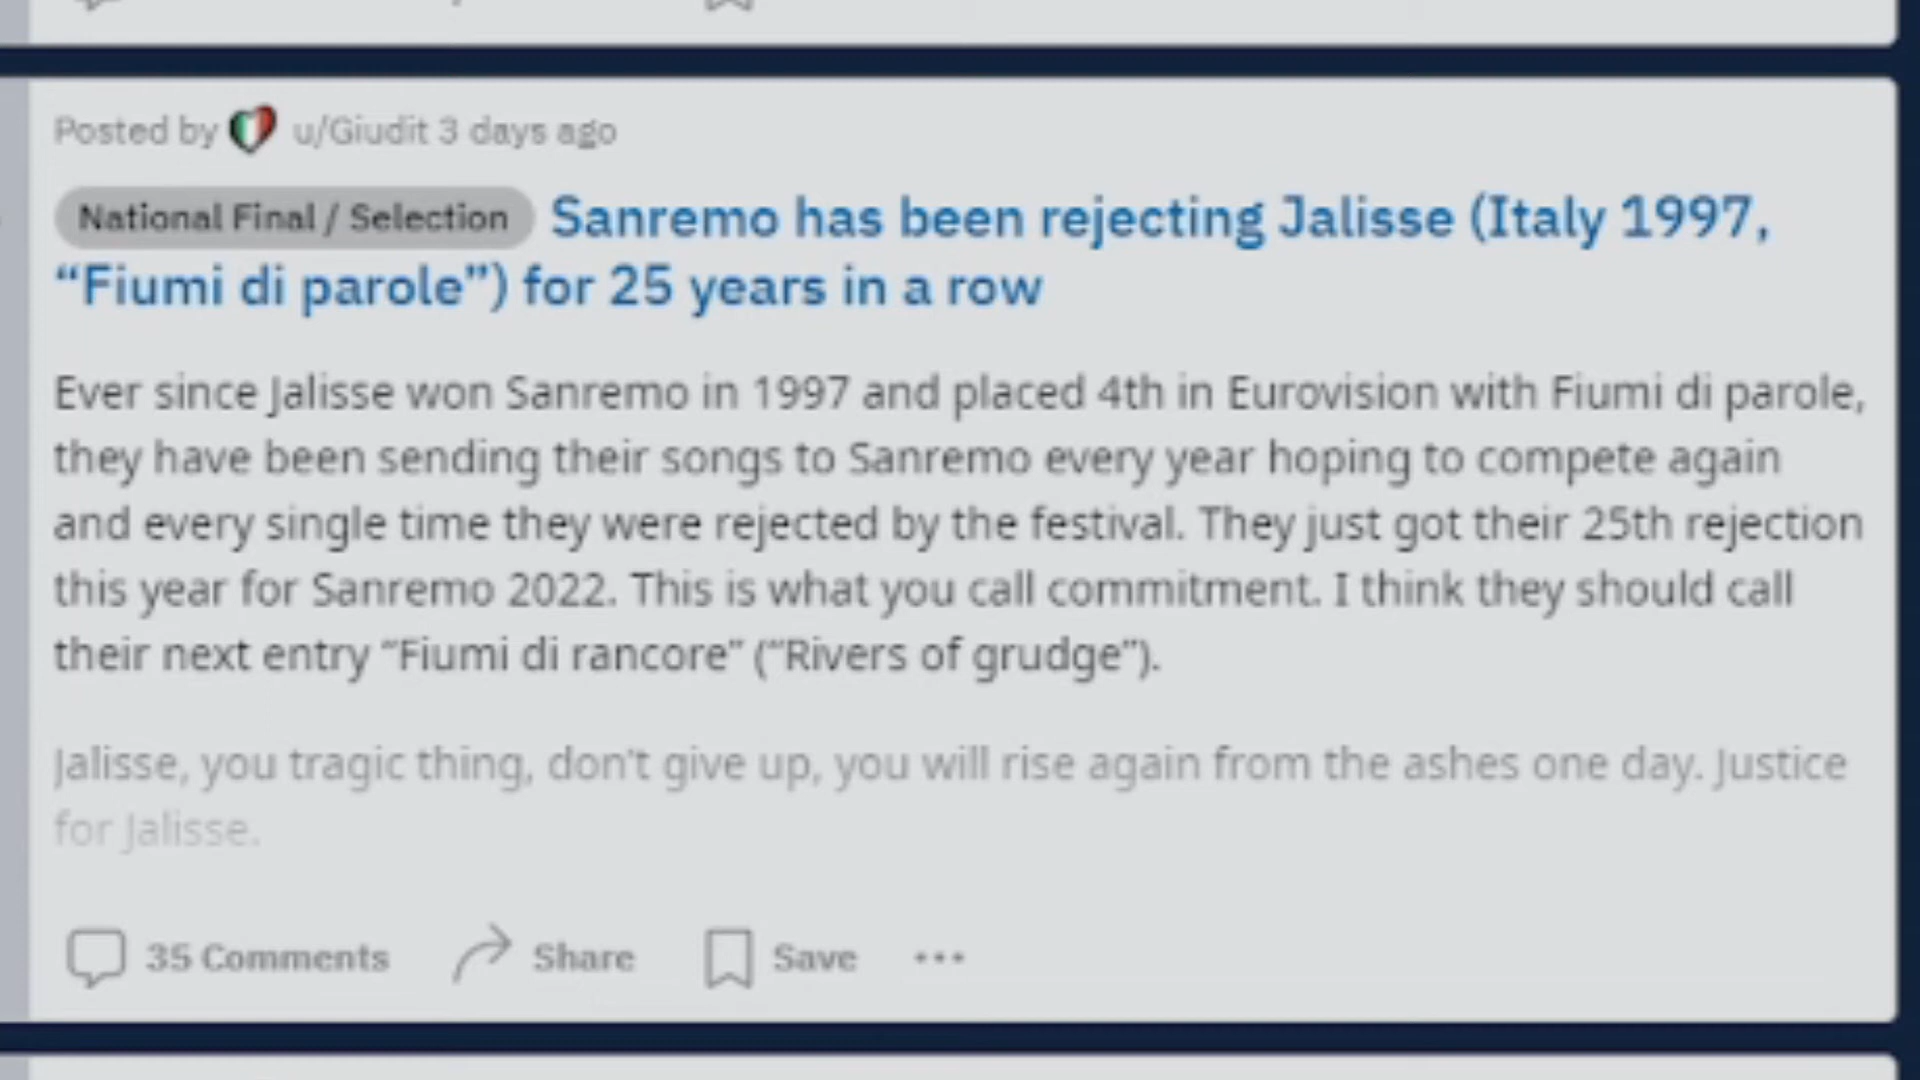 Posted by u/Giudit 3 days ago
National Final / Selection Sanremo has been rejecting Jalisse (Italy 1997,
“Fiumi di parole”) for 25 years in a row
Ever since Jalisse won Sanremo in 1997 and placed 4th in Eurovision with Fiumi di parole,
they have been sending their songs to Sanremo every year hoping to compete again
and every single time they were rejected by the festival. They just got their 25th rejection
this year for Sanremo 2022. This is what you call commitment. I think they should call
their next entry “Fiumi di rancore” (“Rivers of grudge”).
Jalisse, you tragic thing, don't give up, you will rise again from the ashes one day. Justice
for Jalisse.
35 Comments Share Save ...